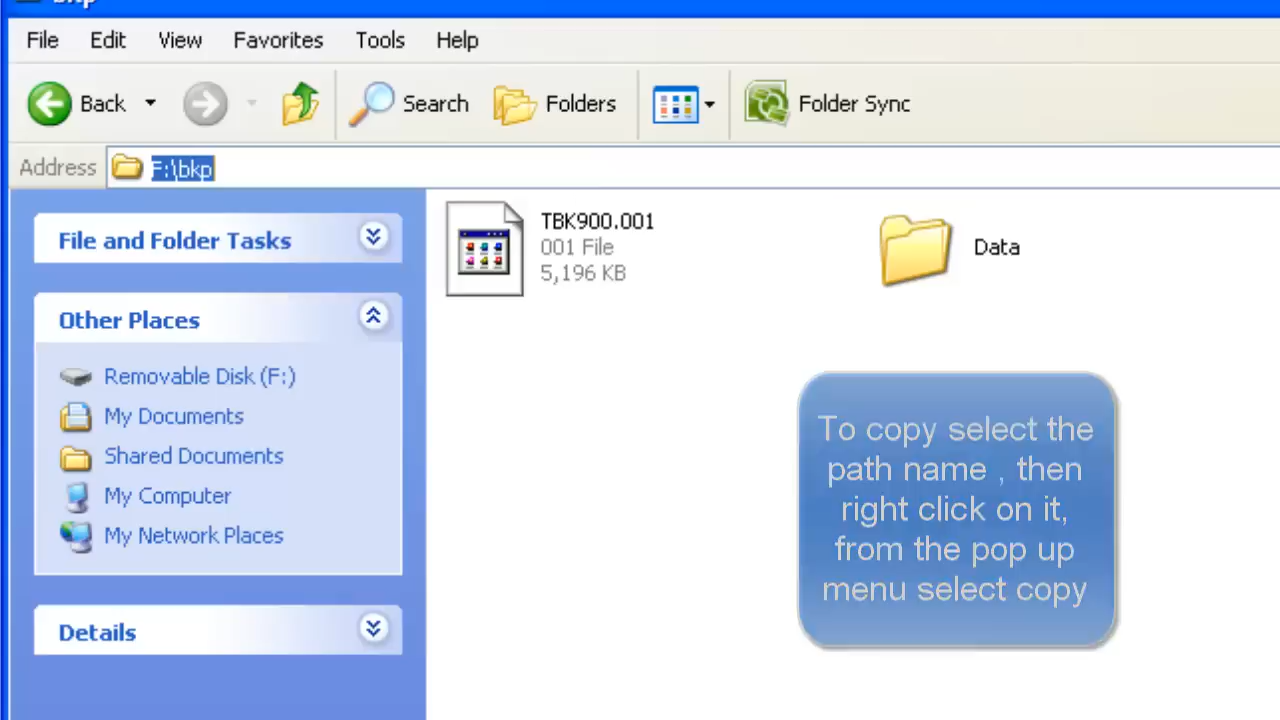 bkp
File Edit View Favorites Tools Help
Back Search Folders Folder Sync
Address F:\bkp
File and Folder Tasks
Other Places
Removable Disk (F:)
My Documents
Shared Documents
My Computer
My Network Places
Details
TBK900.001
001 File
5,196 KB
Data
To copy select the
path name , then
right click on it,
from the pop up
menu select copy